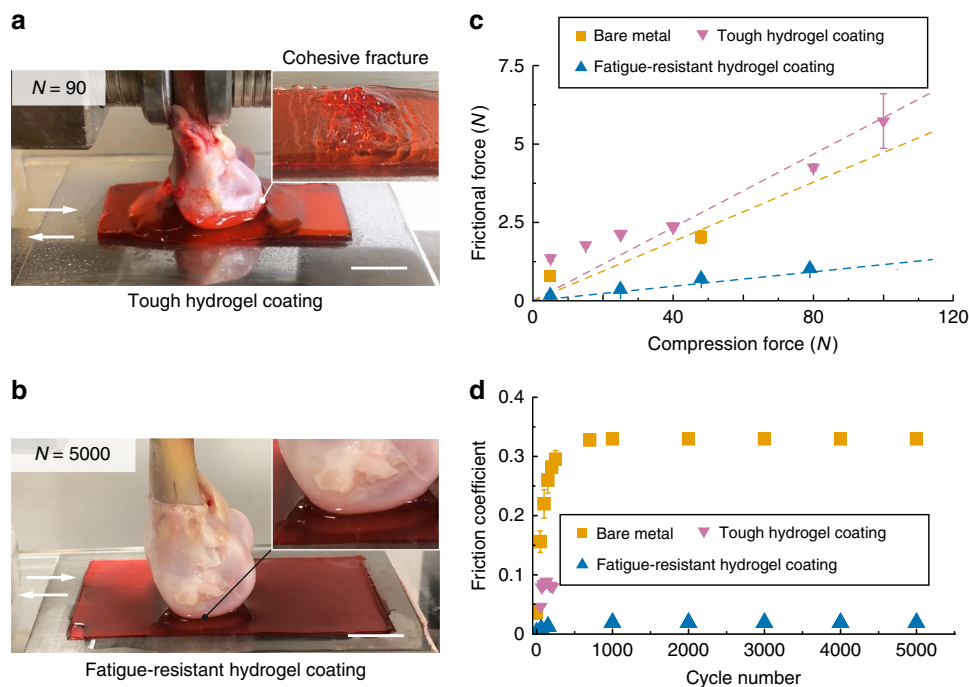 a
N = 90
Cohesive fracture
Tough hydrogel coating
b
N = 5000
Fatigue-resistant hydrogel coating
c
Bare metal
Tough hydrogel coating
Fatigue-resistant hydrogel coating
Frictional force (N)
7.5
5
2.5
0
0
40
80
120
Compression force (N)
d
Friction coefficient
0.4
0.3
0.2
0.1
0
Bare metal
Tough hydrogel coating
Fatigue-resistant hydrogel coating
0
1000
2000
3000
4000
5000
Cycle number